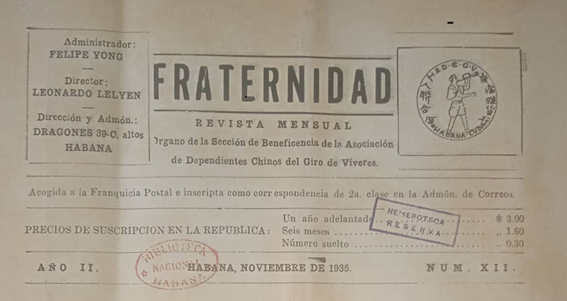 Administrador:
FELIPE YONG
Director:
LEONARDO LELYEN
Dirección y Admón.:
DRAGONES 39-C, altos
HABANA
FRATERNIDAD
REVISTA MENSUAL
Organo de la Sección de Beneficencia de la Asociación
de Dependientes Chinos del Giro de Víveres.
HABANA CUBA
Acogida a la Franquicia Postal e inscripta como correspondencia de 2a. clase en la Admón. de Correos.
PRECIOS DE SUSCRIPCION EN LA REPUBLICA:
Un año adelantado $ 3.00
Seis meses „ 1.60
Número suelto „ 0.30
HEMEROTECA
RESERVA
BIBLIOTECA
NACIONAL
HABANA
AÑO II. HABANA, NOVIEMBRE DE 1935. NUM. XII.